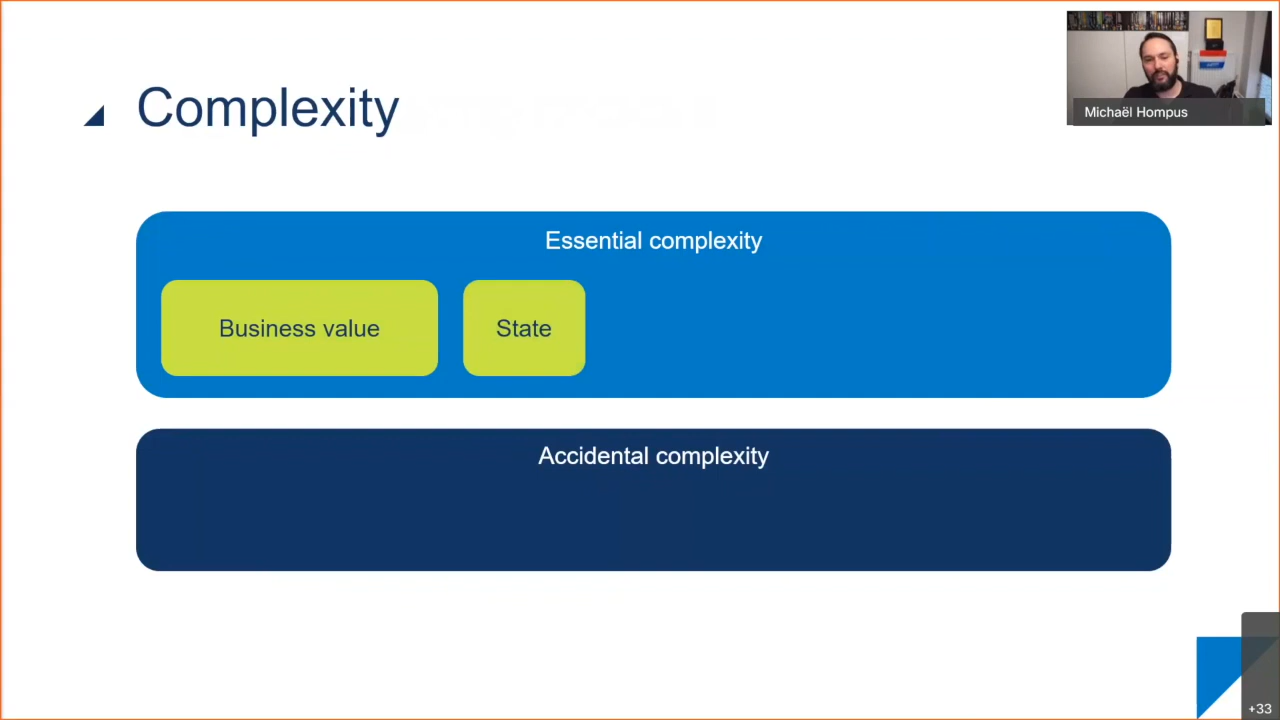 Complexity
Michaël Hompus
Essential complexity
Business value
State
Accidental complexity
+33